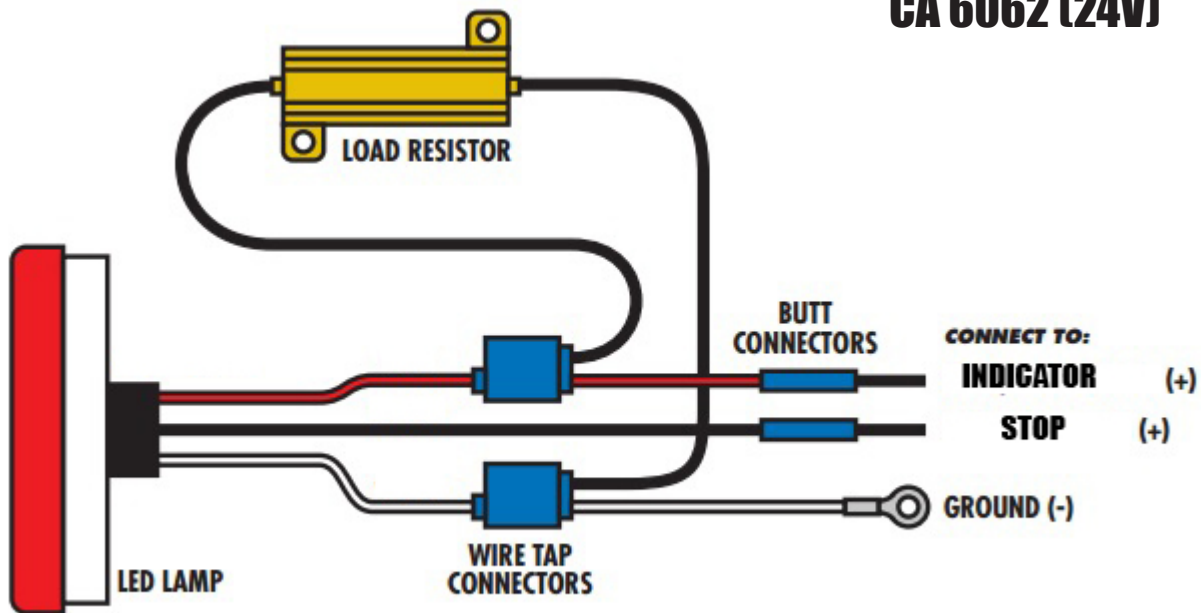 CA 6062 (24V)
LOAD RESISTOR
BUTT
CONNECTORS
CONNECT TO:
INDICATOR (+)
STOP (+)
GROUND (-)
WIRE TAP
CONNECTORS
LED LAMP